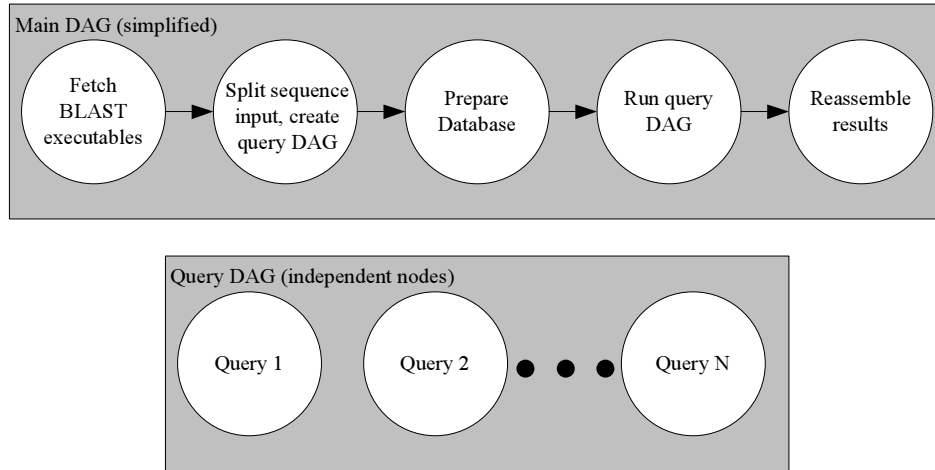 Main DAG (simplified)
Fetch
BLAST
executables
Split sequence
input, create
query DAG
Prepare
Database
Run query
DAG
Reassemble
results
Query DAG (independent nodes)
Query 1
Query 2
Query N